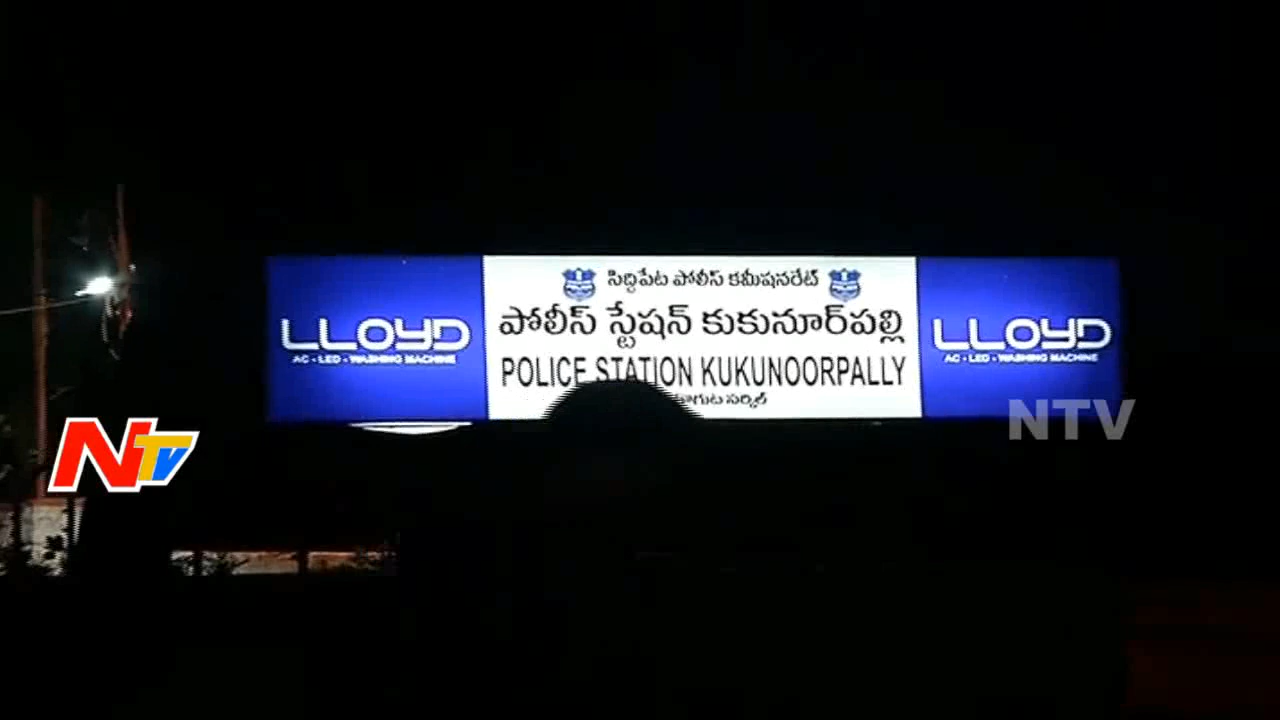 సిద్దిపేట పోలీస్ కమీషనరేట్
పోలీస్ స్టేషన్ కుకునూర్‌పల్లి
POLICE STATION KUKUNOORPALLY
సర్కిల్
LLOYD
AC - LED - WASHING MACHINE
LLOYD
AC - LED - WASHING MACHINE
NTV
NTV